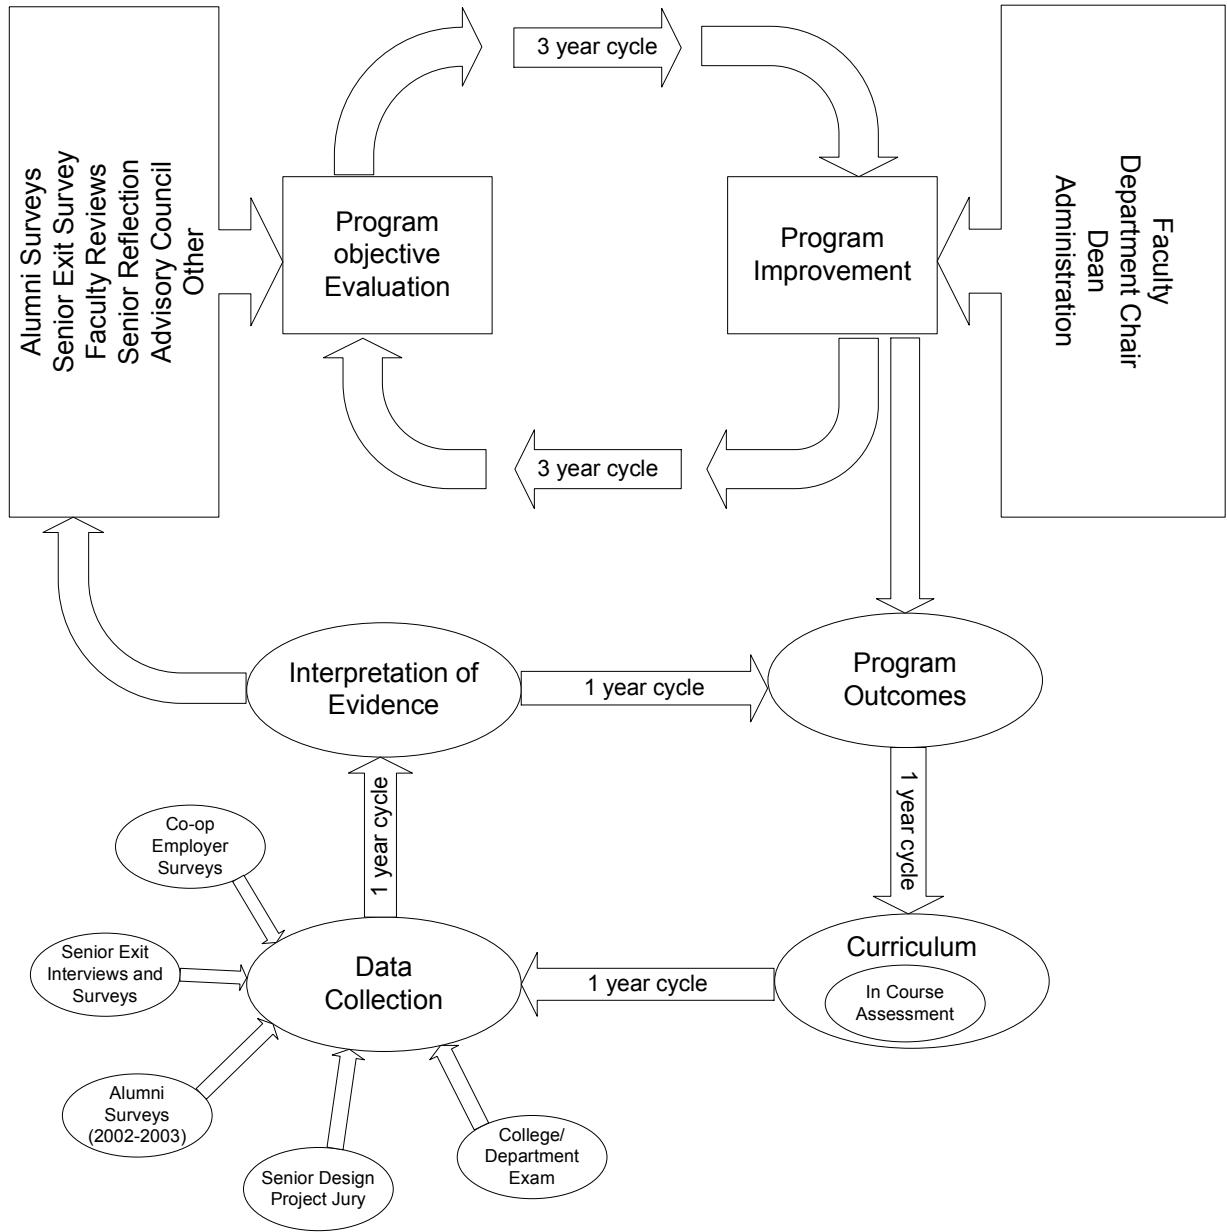 3 year cycle
Alumni Surveys
Senior Exit Survey
Faculty Reviews
Senior Reflection
Advisory Council
Other
Program
objective
Evaluation
Program
Improvement
Faculty
Department Chair
Dean
Administration
3 year cycle
Interpretation of
Evidence
1 year cycle
Program
Outcomes
1 year cycle
1 year cycle
Co-op
Employer
Surveys
Senior Exit
Interviews and
Surveys
Data
Collection
1 year cycle
Curriculum
In Course
Assessment
Alumni
Surveys
(2002-2003)
Senior Design
Project Jury
College/
Department
Exam